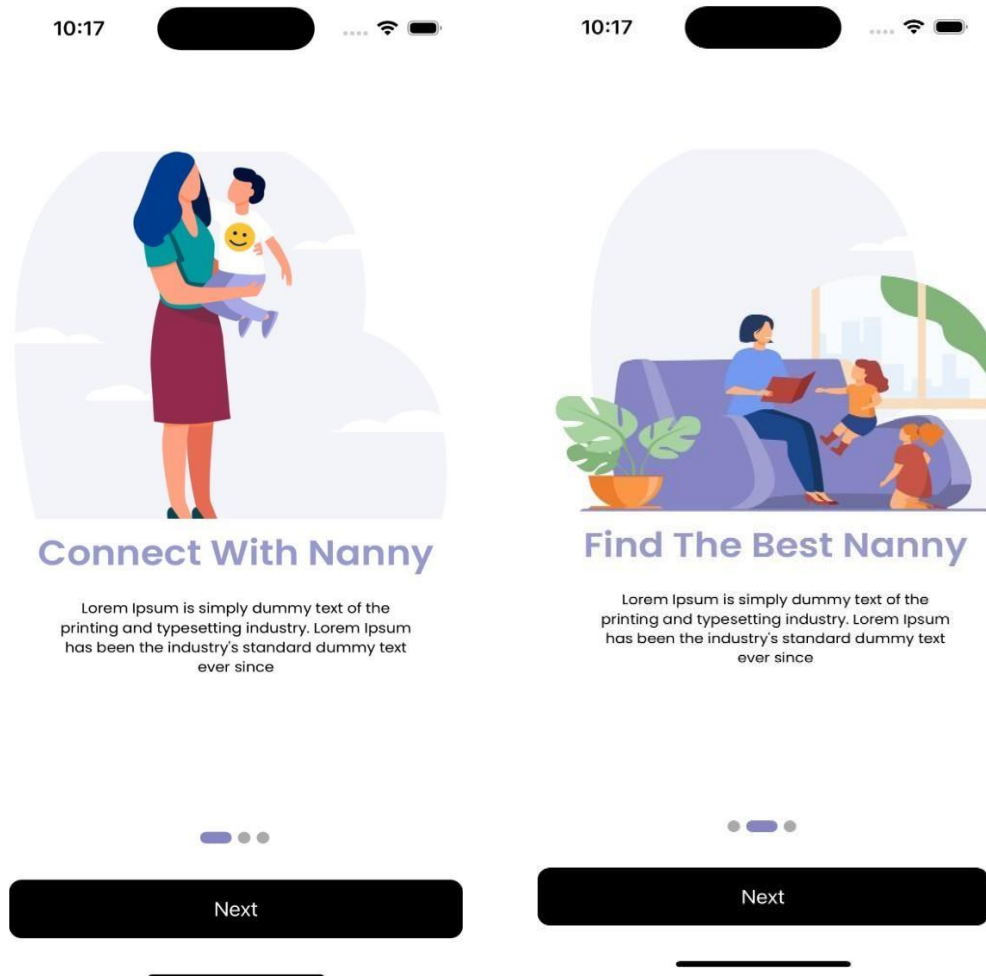 10:17
Connect With Nanny
Lorem Ipsum is simply dummy text of the
printing and typesetting industry. Lorem Ipsum
has been the industry's standard dummy text
ever since
Next
10:17
Find The Best Nanny
Lorem Ipsum is simply dummy text of the
printing and typesetting industry. Lorem Ipsum
has been the industry's standard dummy text
ever since
Next